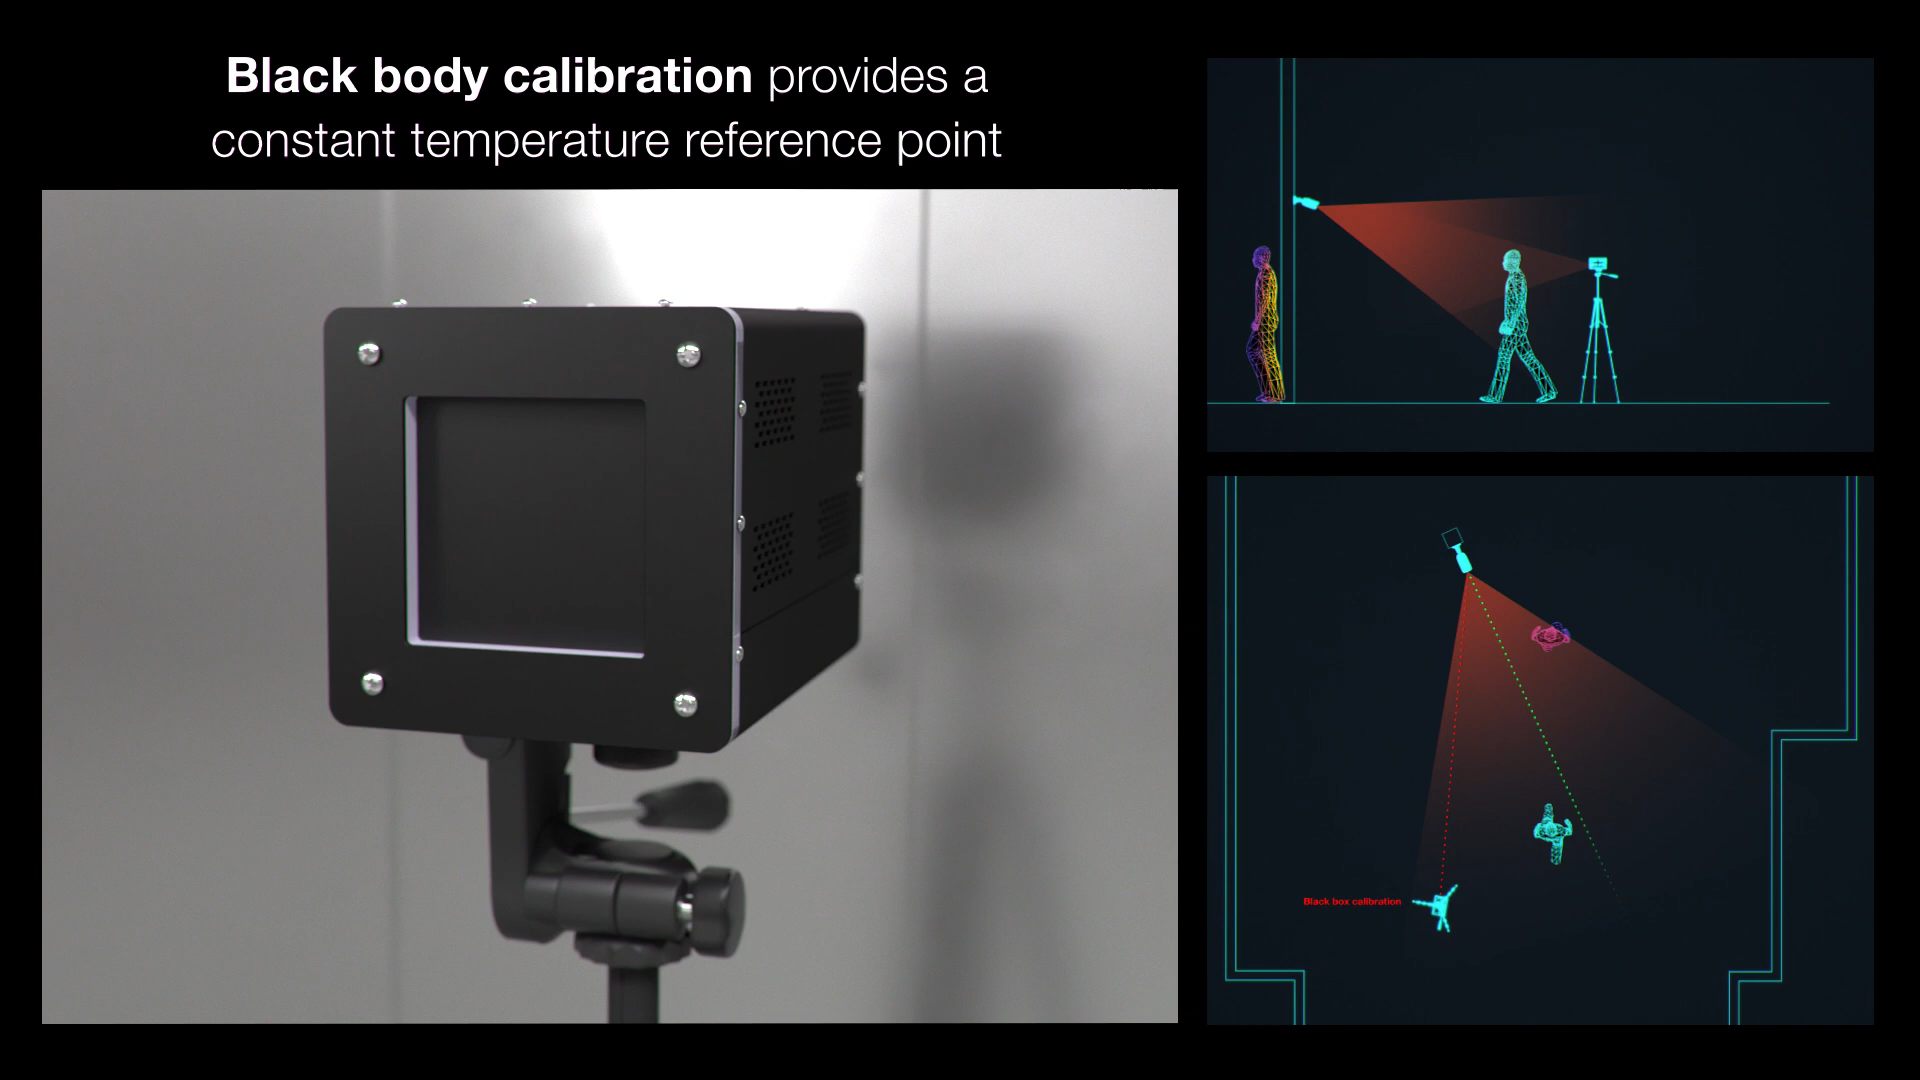 Black body calibration provides a
constant temperature reference point
Black box calibration